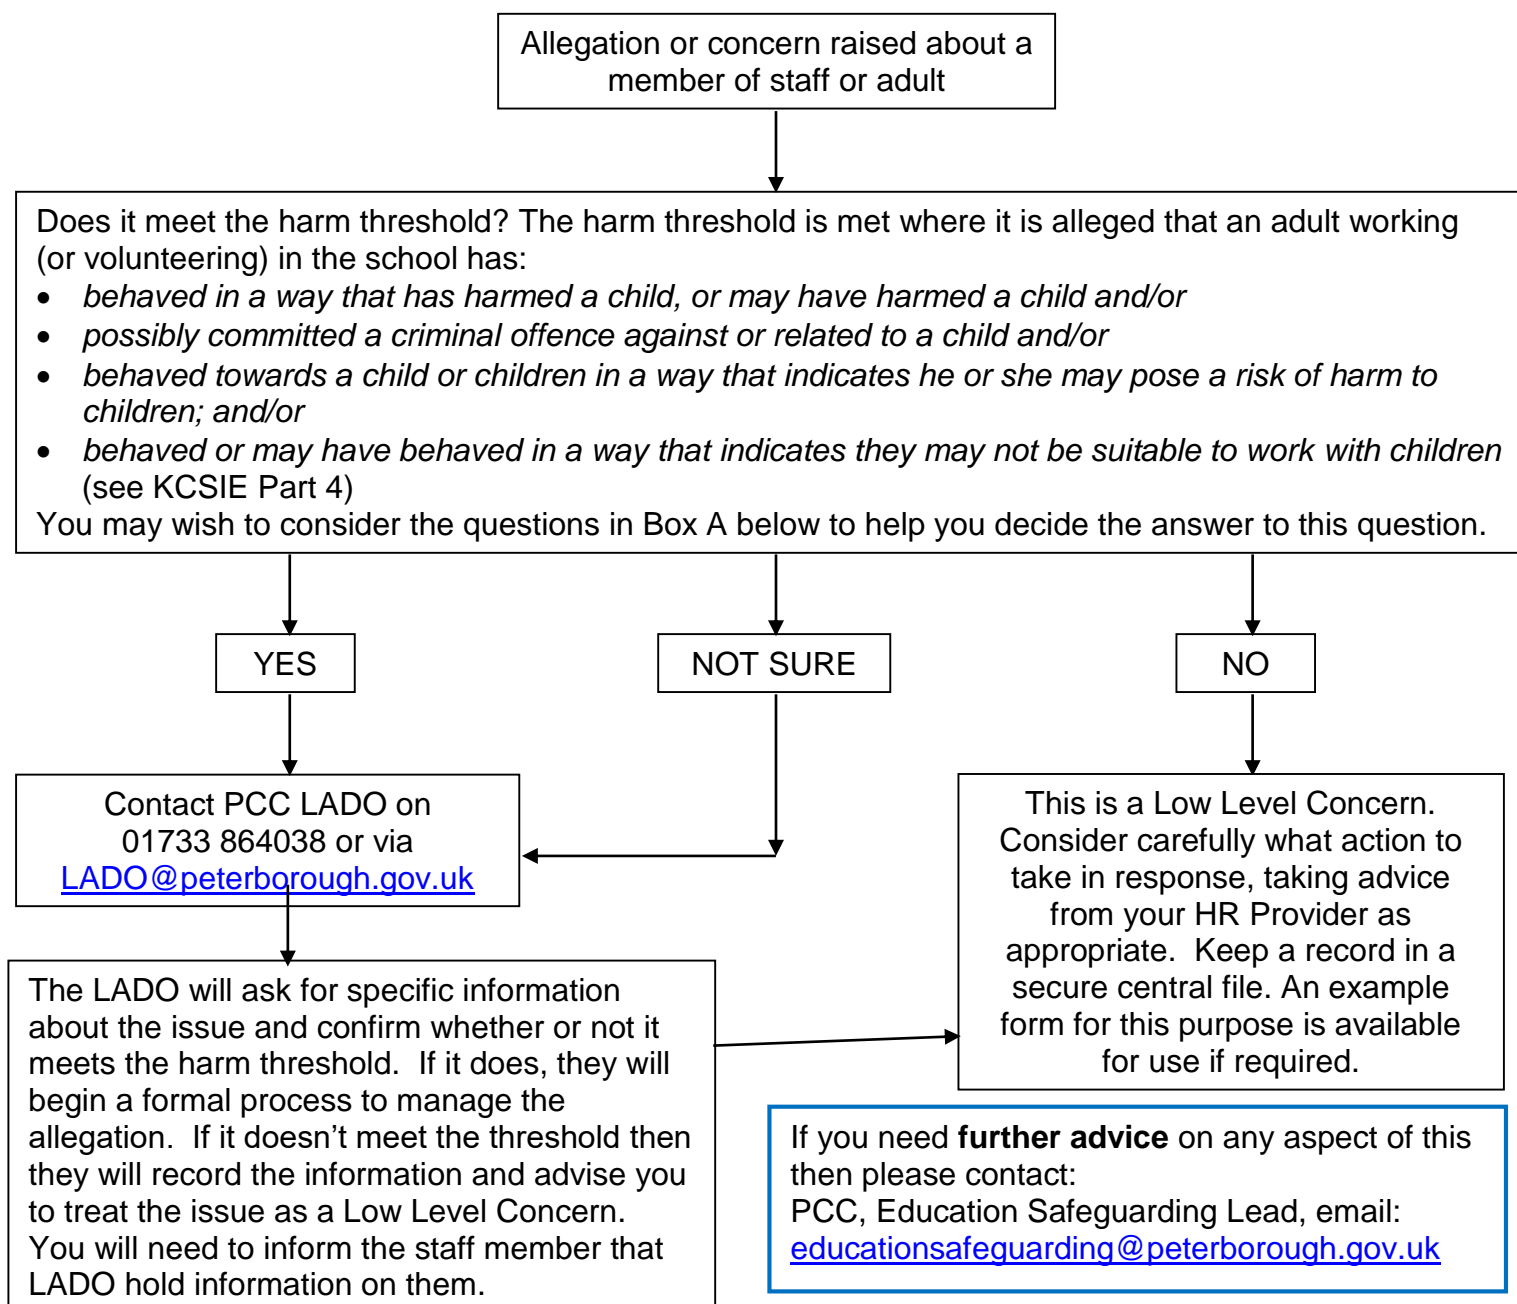 Allegation or concern raised about a
member of staff or adult
Does it meet the harm threshold? The harm threshold is met where it is alleged that an adult working
(or volunteering) in the school has:
• behaved in a way that has harmed a child, or may have harmed a child and/or
• possibly committed a criminal offence against or related to a child and/or
• behaved towards a child or children in a way that indicates he or she may pose a risk of harm to
children; and/or
• behaved or may have behaved in a way that indicates they may not be suitable to work with children
(see KCSIE Part 4)
You may wish to consider the questions in Box A below to help you decide the answer to this question.
YES
NOT SURE
NO
Contact PCC LADO on
01733 864038 or via
LADO@peterborough.gov.uk
This is a Low Level Concern.
Consider carefully what action to
take in response, taking advice
from your HR Provider as
appropriate.  Keep a record in a
secure central file. An example
form for this purpose is available
for use if required.
The LADO will ask for specific information
about the issue and confirm whether or not it
meets the harm threshold.  If it does, they will
begin a formal process to manage the
allegation.  If it doesn’t meet the threshold then
they will record the information and advise you
to treat the issue as a Low Level Concern.
You will need to inform the staff member that
LADO hold information on them.
If you need further advice on any aspect of this
then please contact:
PCC, Education Safeguarding Lead, email:
educationsafeguarding@peterborough.gov.uk